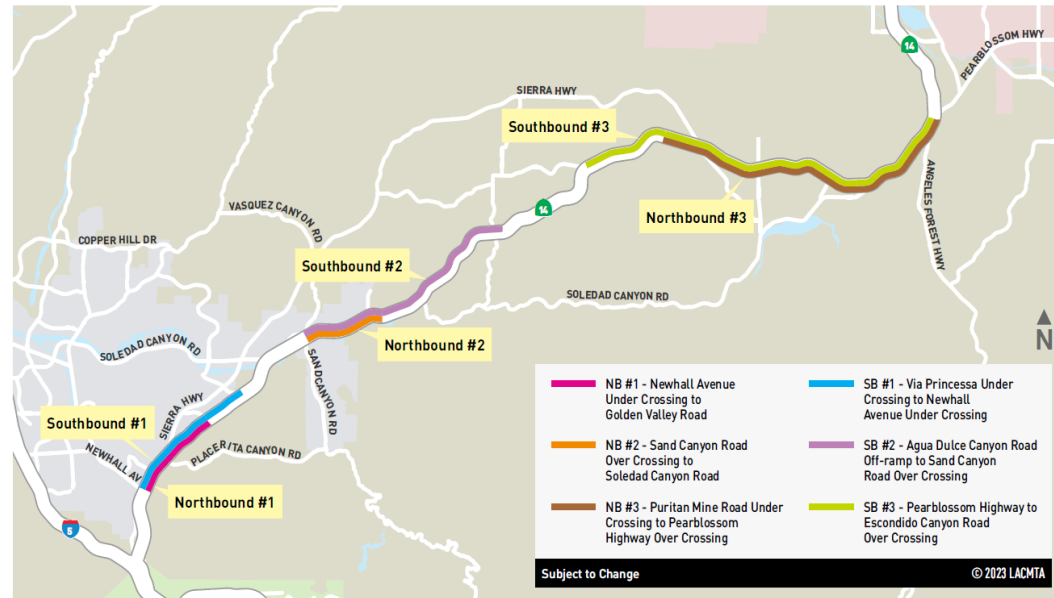 14
PEARBLOSSOM HWY
SIERRA HWY
Southbound #3
ANGELES FOREST HWY
Northbound #3
VASQUEZ CANYON RD
14
COPPER HILL DR
Southbound #2
SOLEDAD CANYON RD
N
Northbound #2
SOLEDAD CANYON RD
SAND CANYON RD
SIERRA HWY
Southbound #1
PLACERITA CANYON RD
NEWHALL AV
Northbound #1
5
NB #1 - Newhall Avenue
Under Crossing to
Golden Valley Road
NB #2 - Sand Canyon Road
Over Crossing to
Soledad Canyon Road
NB #3 - Puritan Mine Road Under
Crossing to Pearblossom
Highway Over Crossing
SB #1 - Via Princessa Under
Crossing to Newhall
Avenue Under Crossing
SB #2 - Agua Dulce Canyon Road
Off-ramp to Sand Canyon
Road Over Crossing
SB #3 - Pearblossom Highway to
Escondido Canyon Road
Over Crossing
Subject to Change
© 2023 LACMTA